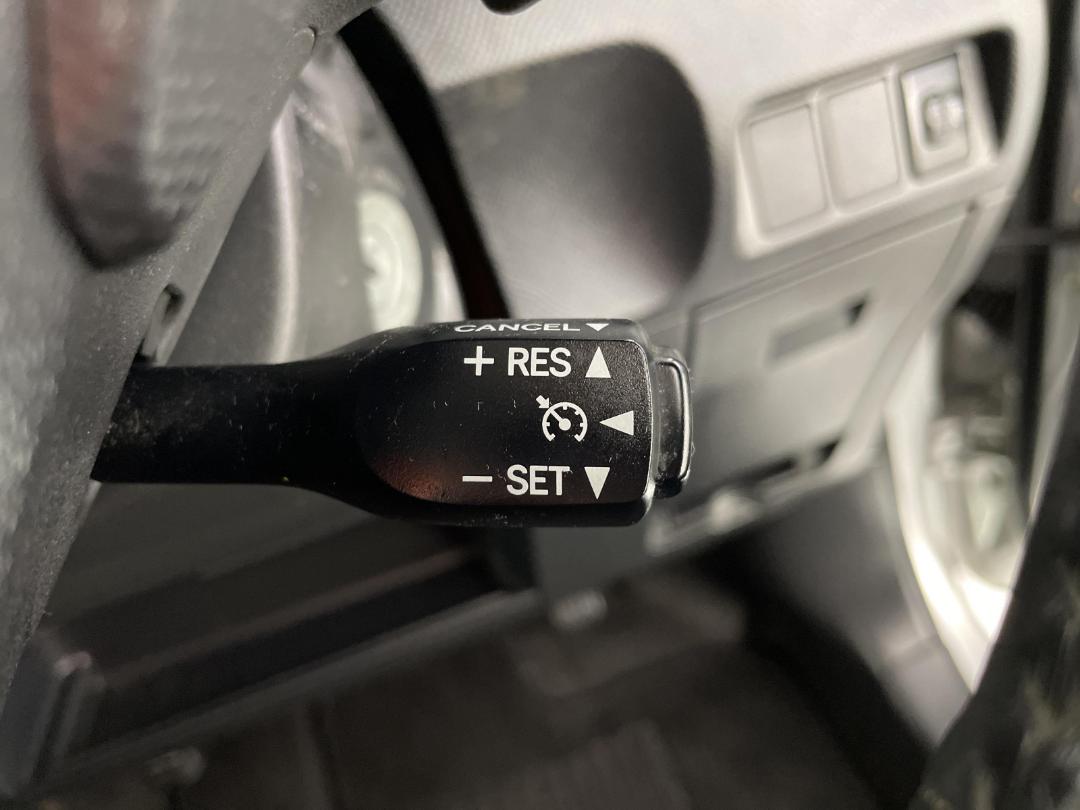 CANCEL ▼
+ RES ▲
◀
− SET ▼